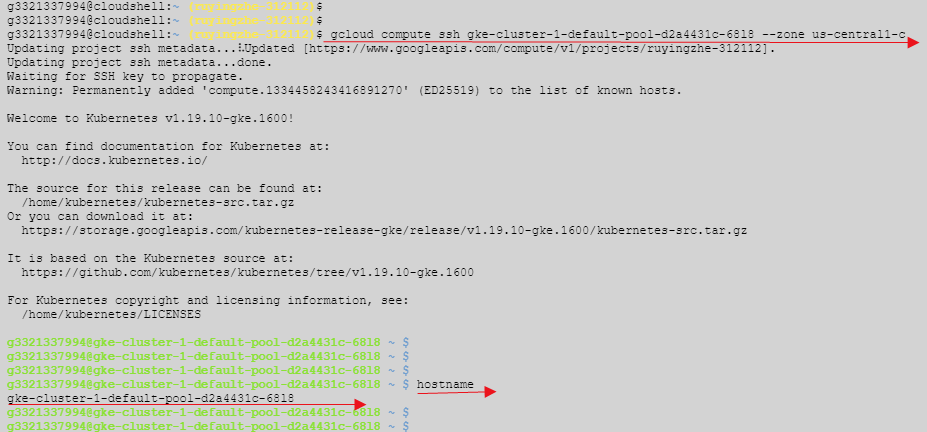 g3321337994@cloudshell:~ (ruyingzhe-312112)$
g3321337994@cloudshell:~ (ruyingzhe-312112)$
g3321337994@cloudshell:~ (ruyingzhe-312112)$ gcloud compute ssh gke-cluster-1-default-pool-d2a4431c-68l8 --zone us-central1-c
Updating project ssh metadata...⠸Updated [https://www.googleapis.com/compute/v1/projects/ruyingzhe-312112].
Updating project ssh metadata...done.
Waiting for SSH key to propagate.
Warning: Permanently added 'compute.1334458243416891270' (ED25519) to the list of known hosts.
Welcome to Kubernetes v1.19.10-gke.1600!
You can find documentation for Kubernetes at:
http://docs.kubernetes.io/
The source for this release can be found at:
/home/kubernetes/kubernetes-src.tar.gz
Or you can download it at:
https://storage.googleapis.com/kubernetes-release-gke/release/v1.19.10-gke.1600/kubernetes-src.tar.gz
It is based on the Kubernetes source at:
https://github.com/kubernetes/kubernetes/tree/v1.19.10-gke.1600
For Kubernetes copyright and licensing information, see:
/home/kubernetes/LICENSES
g3321337994@gke-cluster-1-default-pool-d2a4431c-68l8 ~ $
g3321337994@gke-cluster-1-default-pool-d2a4431c-68l8 ~ $
g3321337994@gke-cluster-1-default-pool-d2a4431c-68l8 ~ $
g3321337994@gke-cluster-1-default-pool-d2a4431c-68l8 ~ $ hostname
gke-cluster-1-default-pool-d2a4431c-68l8
g3321337994@gke-cluster-1-default-pool-d2a4431c-68l8 ~ $
g3321337994@gke-cluster-1-default-pool-d2a4431c-68l8 ~ $